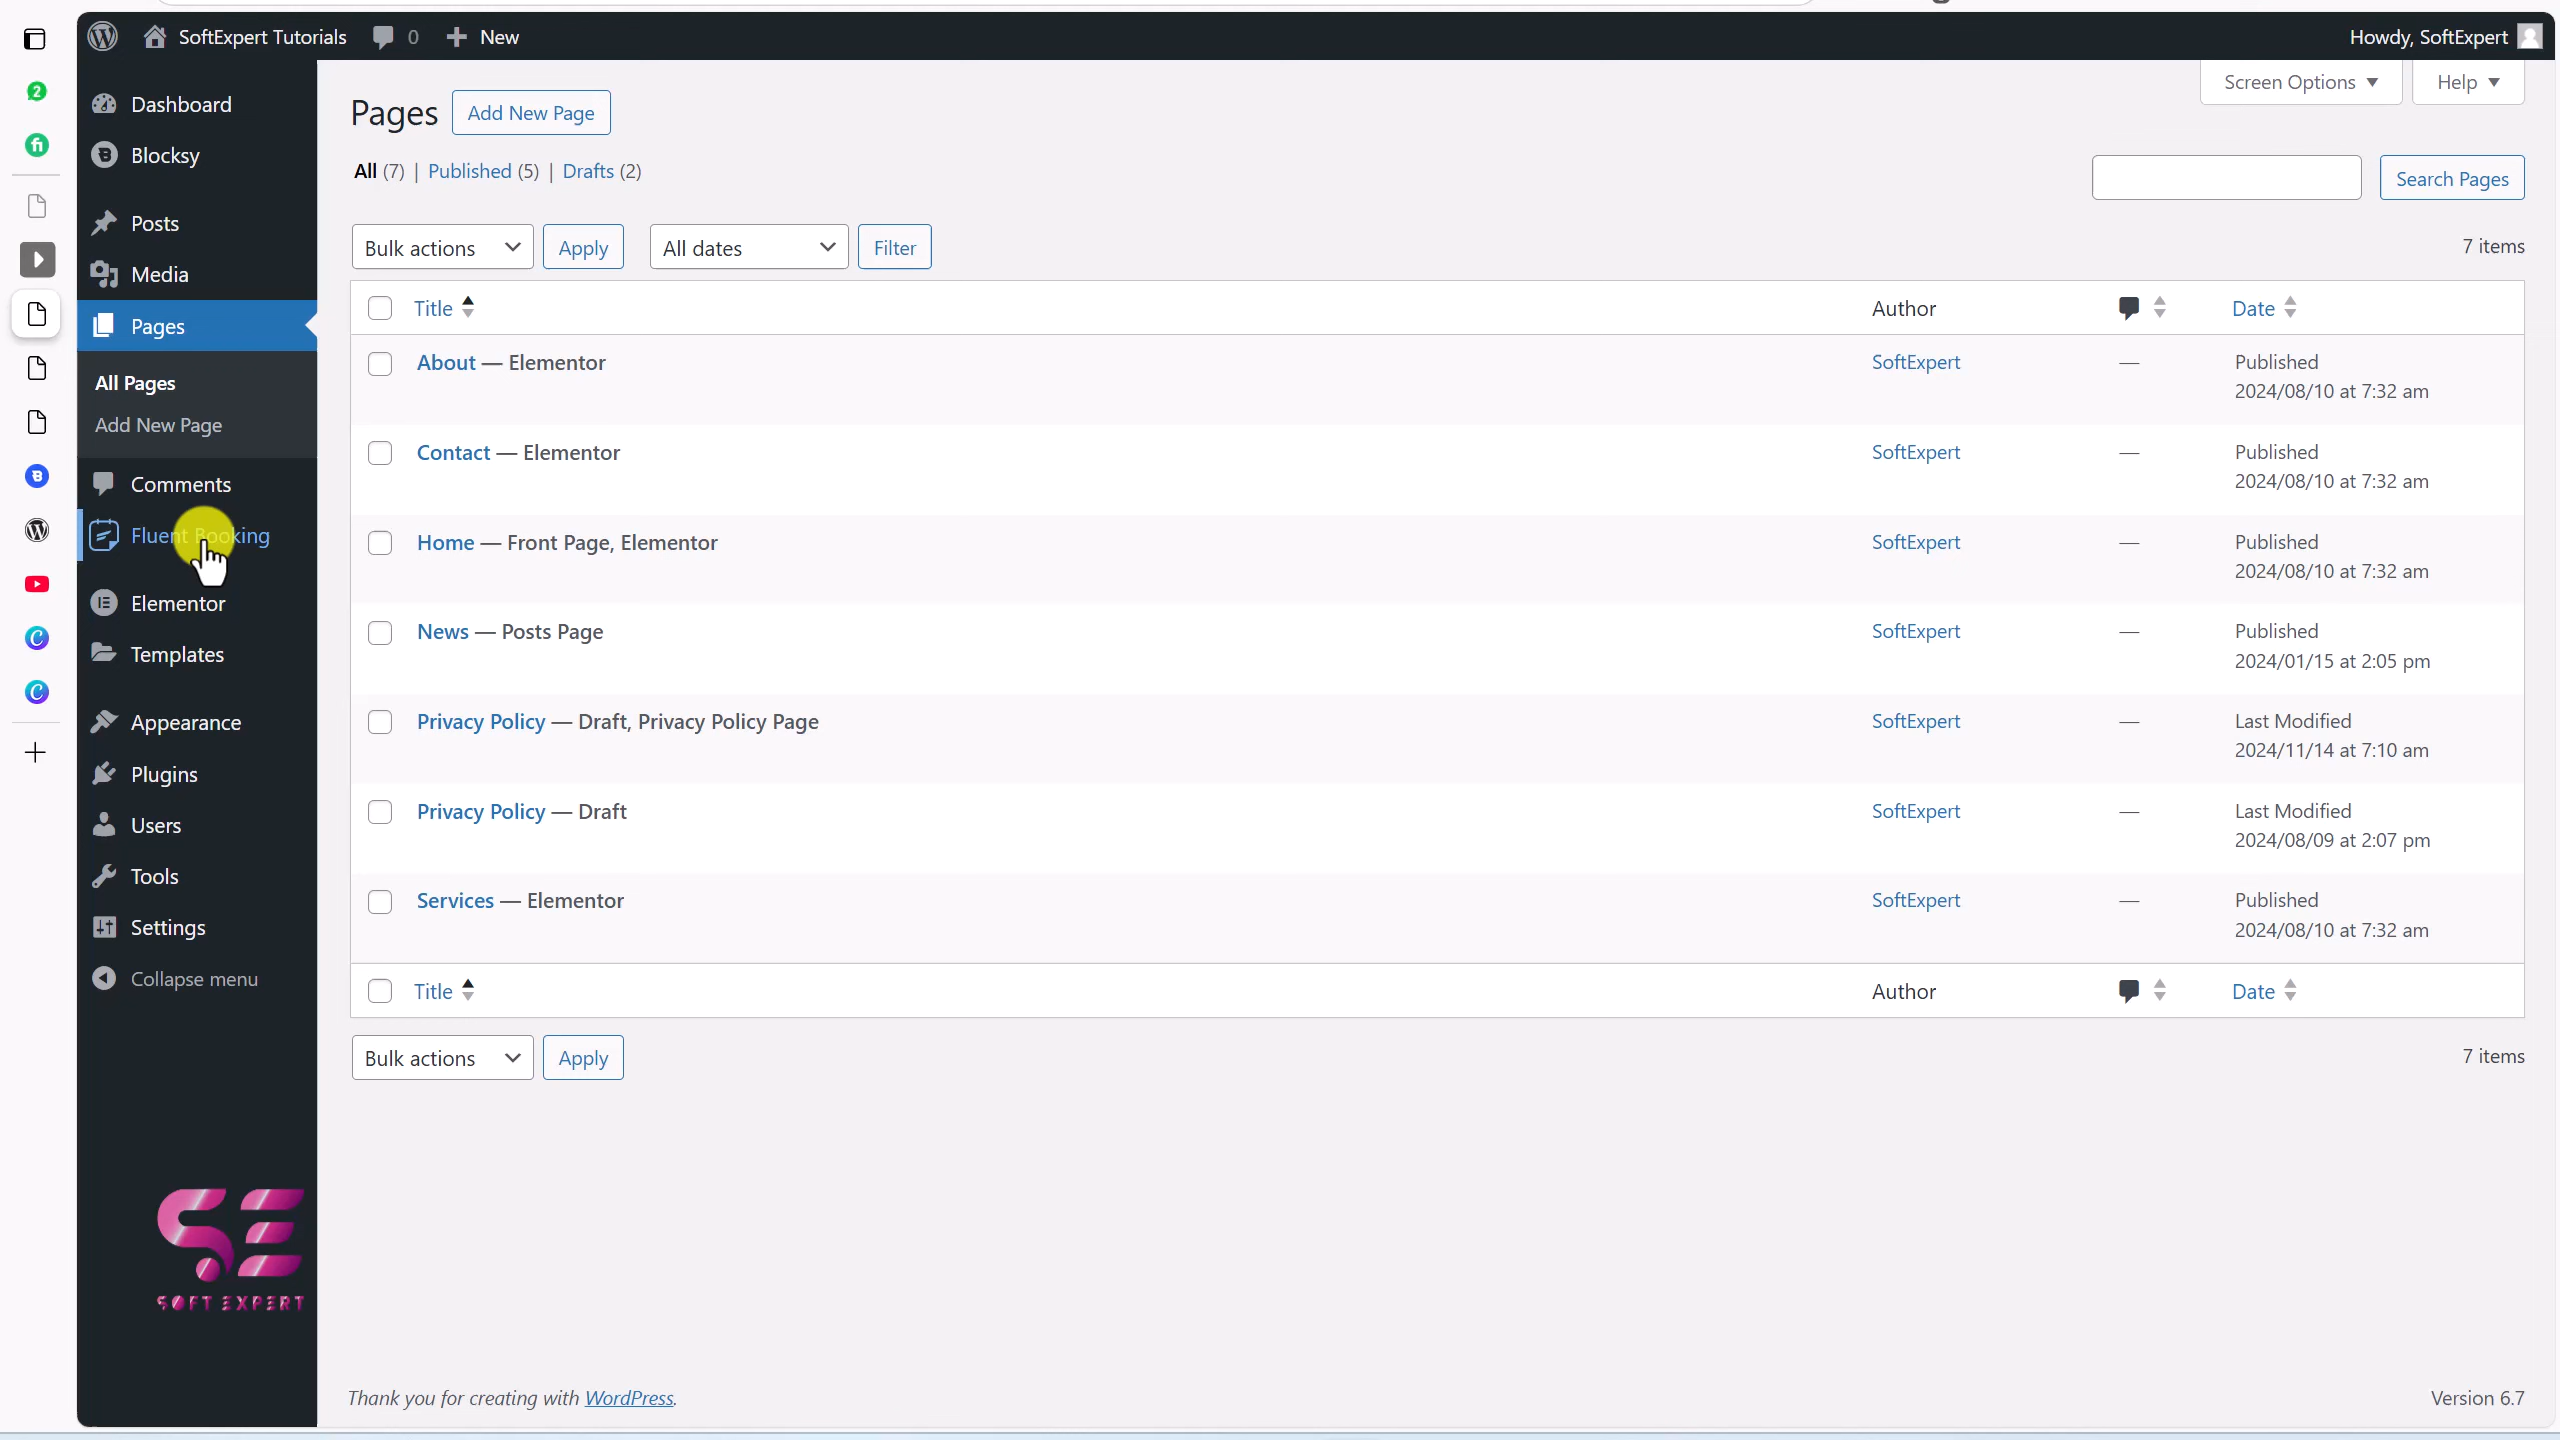 SoftExpert Tutorials 0 New Howdy, SoftExpert
Screen Options Help
Dashboard
Blocksy
Posts
Media
Pages
All Pages
Add New Page
Comments
Fluent Booking
Elementor
Templates
Appearance
Plugins
Users
Tools
Settings
Collapse menu
SOFT EXPERT
Pages Add New Page
All (7) | Published (5) | Drafts (2)
Search Pages
Bulk actions Apply All dates Filter 7 items
Title Author Date
About — Elementor SoftExpert — Published
2024/08/10 at 7:32 am
Contact — Elementor SoftExpert — Published
2024/08/10 at 7:32 am
Home — Front Page, Elementor SoftExpert — Published
2024/08/10 at 7:32 am
News — Posts Page SoftExpert — Published
2024/01/15 at 2:05 pm
Privacy Policy — Draft, Privacy Policy Page SoftExpert — Last Modified
2024/11/14 at 7:10 am
Privacy Policy — Draft SoftExpert — Last Modified
2024/08/09 at 2:07 pm
Services — Elementor SoftExpert — Published
2024/08/10 at 7:32 am
Title Author Date
Bulk actions Apply 7 items
Thank you for creating with WordPress. Version 6.7